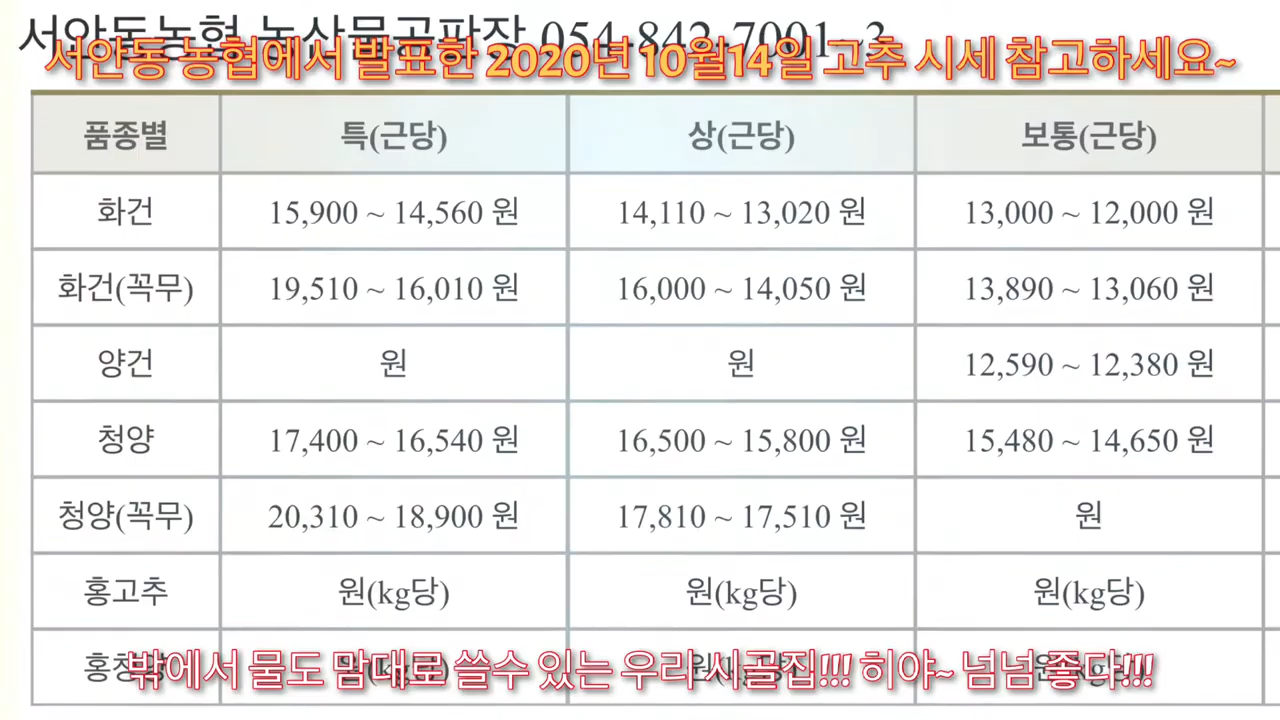 서안동농협 농산물공판장 054-842-7001~3
서안동 농협에서 발표한 2020년 10월14일 고추 시세 참고하세요~
품종별 특(근당) 상(근당) 보통(근당)
화건 15,900 ~ 14,560 원 14,110 ~ 13,020 원 13,000 ~ 12,000 원
화건(꼭무) 19,510 ~ 16,010 원 16,000 ~ 14,050 원 13,890 ~ 13,060 원
양건 원 원 12,590 ~ 12,380 원
청양 17,400 ~ 16,540 원 16,500 ~ 15,800 원 15,480 ~ 14,650 원
청양(꼭무) 20,310 ~ 18,900 원 17,810 ~ 17,510 원 원
홍고추 원(kg당) 원(kg당) 원(kg당)
밖에서 물도 맘대로 쓸수 있는 우리 시골집!!! 히야~ 넘넘 좋다!!!